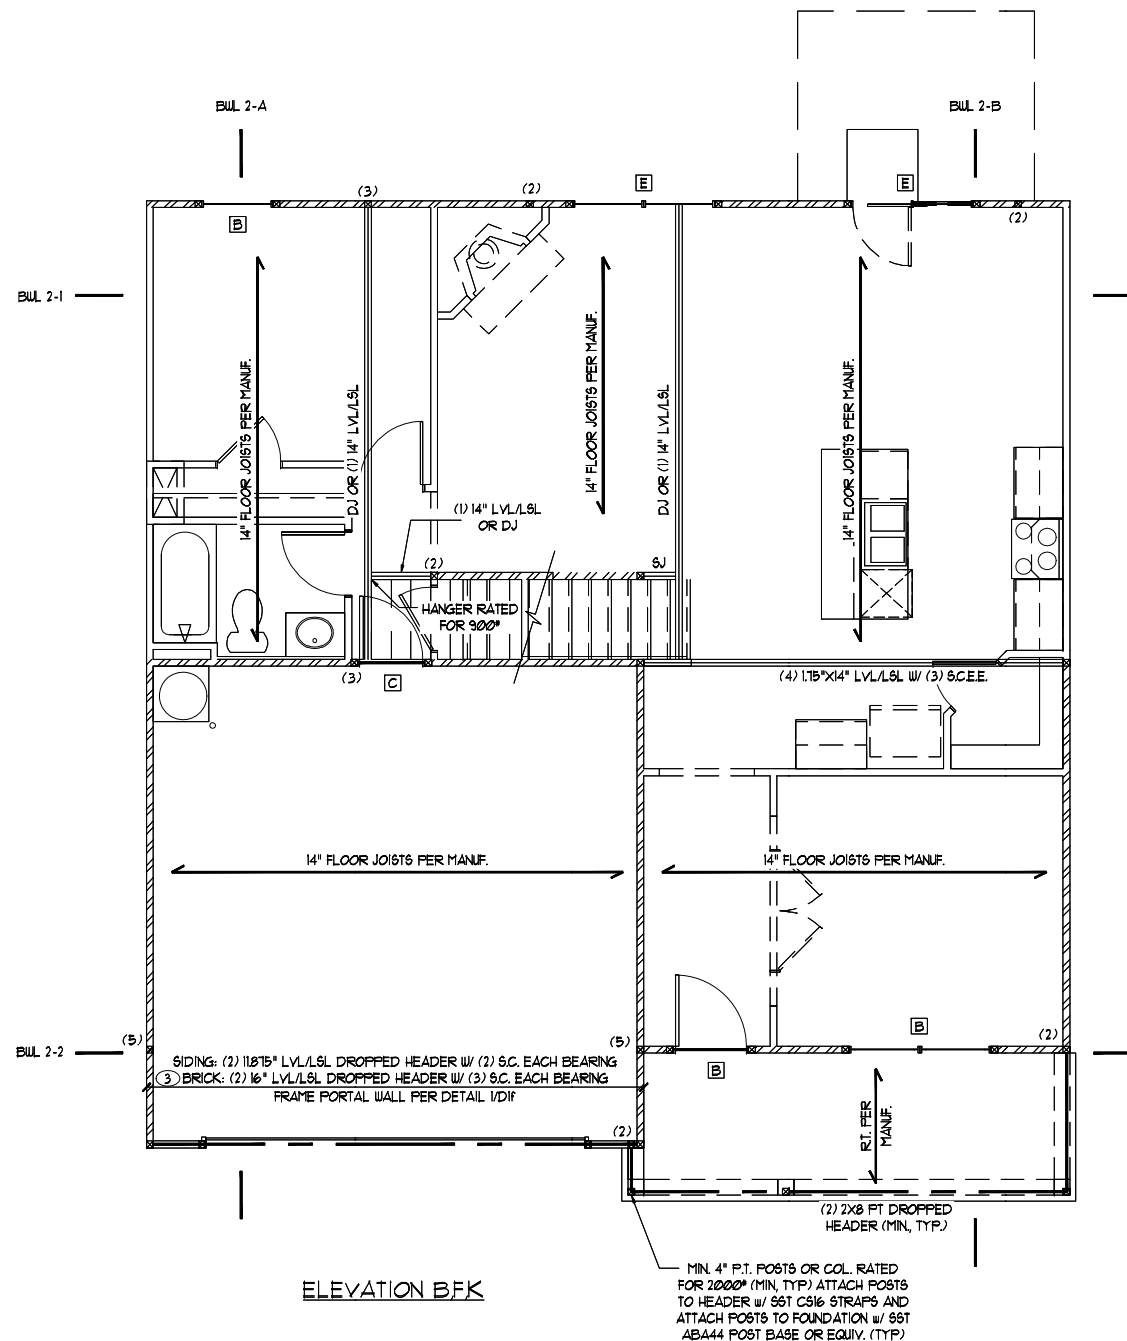 BWL 2-A
BWL 2-B
(3)
(2)
E
E
B
(2)
BWL 2-1
14" FLOOR JOISTS PER MANUF.
DJ OR (1) 14" LVL/LSL
14" FLOOR JOISTS PER MANUF.
DJ OR (1) 14" LVL/LSL
14" FLOOR JOISTS PER MANUF.
(1) 14" LVL/LSL
OR DJ
(2)
SJ
HANGER RATED
FOR 900#
(3)
C
(4) 1.75"X14" LVL/LSL W/ (3) S.C.E.E.
14" FLOOR JOISTS PER MANUF.
14" FLOOR JOISTS PER MANUF.
BWL 2-2
(5)
(5)
B
(2)
SIDING: (2) 11.875" LVL/LSL DROPPED HEADER W/ (2) S.C. EACH BEARING
3 BRICK: (2) 16" LVL/LSL DROPPED HEADER W/ (3) S.C. EACH BEARING
B
FRAME PORTAL WALL PER DETAIL 1/D1f
(2)
R.T. PER
MANUF.
(2) 2X8 PT DROPPED
HEADER (MIN., TYP.)
ELEVATION B,F,K
MIN. 4" P.T. POSTS OR COL. RATED
FOR 2000# (MIN, TYP) ATTACH POSTS
TO HEADER w/ SST CS16 STRAPS AND
ATTACH POSTS TO FOUNDATION w/ SST
ABA44 POST BASE OR EQUIV. (TYP)